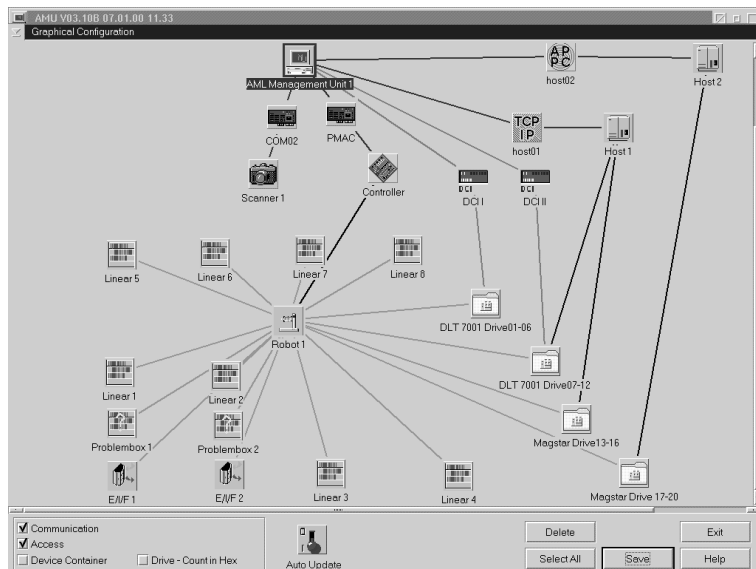 AMU V03.10B 07.01.00 11.33
Graphical Configuration
AP
PC
AML Management Unit 1
host02
Host 2
TCP
IP
COM02
PMAC
host01
Host 1
Scanner 1
Controller
DCI
DCI
DCI I
DCI II
Linear 5
Linear 6
Linear 7
Linear 8
DLT 7001 Drive01-06
Robot 1
DLT 7001 Drive07-12
Linear 1
Linear 2
Problembox 1
Problembox 2
Magstar Drive13-16
E/I/F 1
E/I/F 2
Linear 3
Linear 4
Magstar Drive 17-20
Communication
Access
Device Container
Drive - Count in Hex
Auto Update
Delete
Exit
Select All
Save
Help